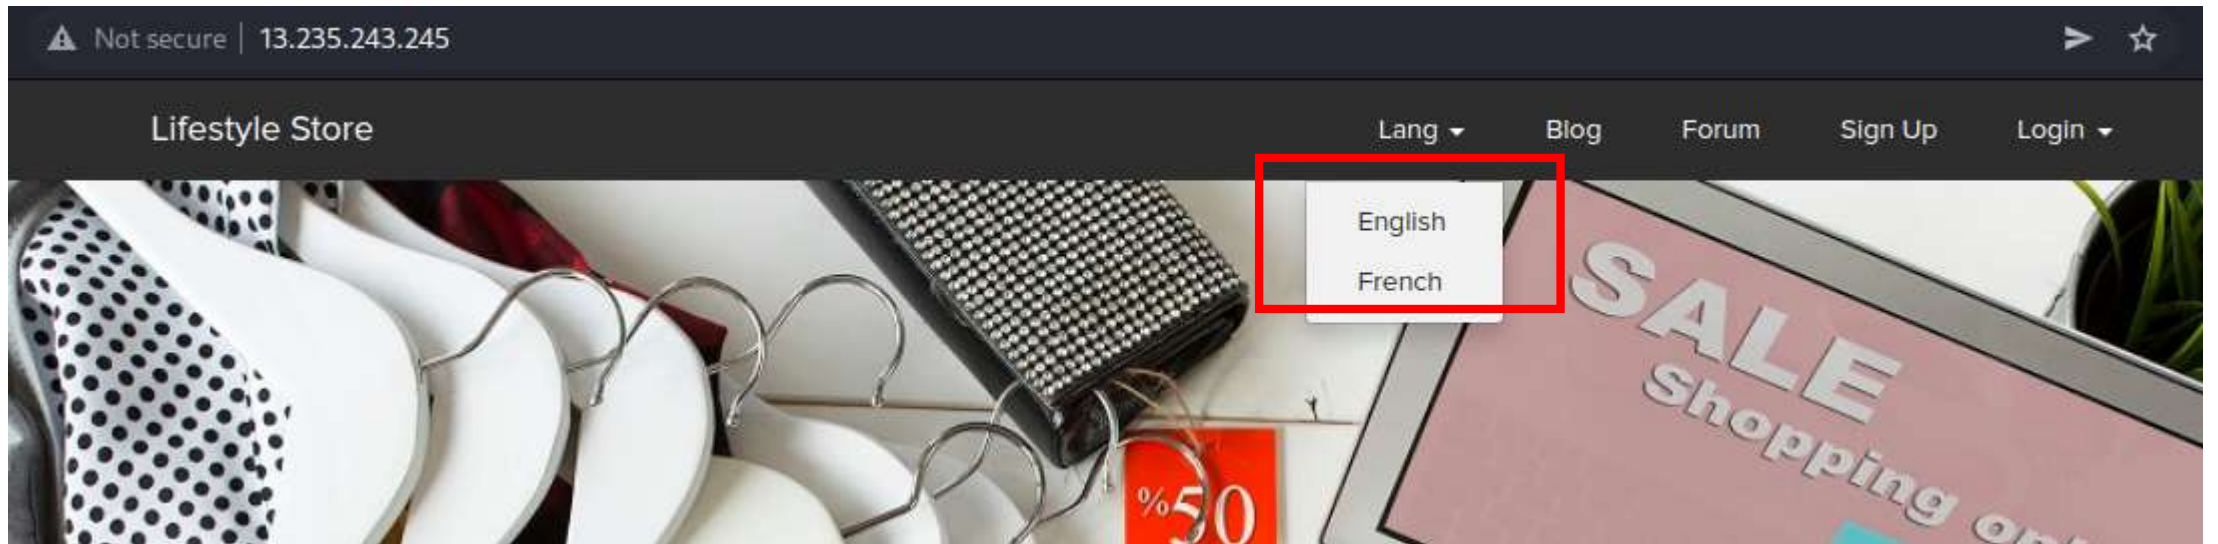 Not secure | 13.235.243.245
Lifestyle Store Lang Blog Forum Sign Up Login
English
French
SALE
Shopping
%50